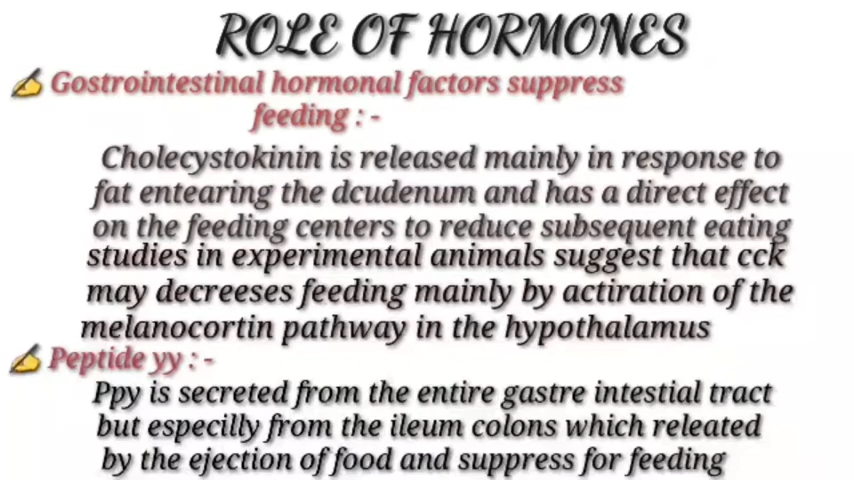 ROLE OF HORMONES
Gostrointestinal hormonal factors suppress
feeding : -
Cholecystokinin is released mainly in response to
fat entearing the dcudenum and has a direct effect
on the feeding centers to reduce subsequent eating
studies in experimental animals suggest that cck
may decreeses feeding mainly by actiration of the
melanocortin pathway in the hypothalamus
Peptide yy : -
Ppy is secreted from the entire gastre intestial tract
but especilly from the ileum colons which releated
by the ejection of food and suppress for feeding